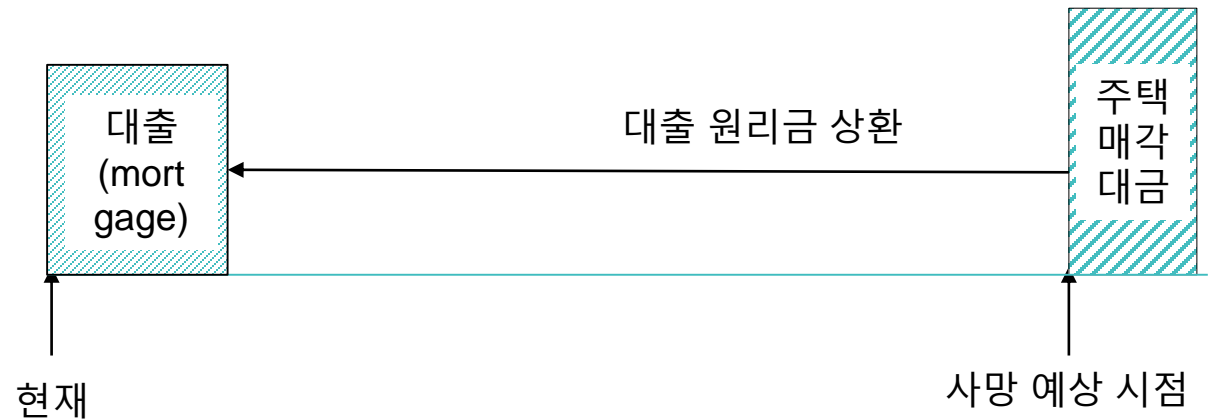 대출
(mort
gage)
대출 원리금 상환
주택
매각
대금
현재
사망 예상 시점